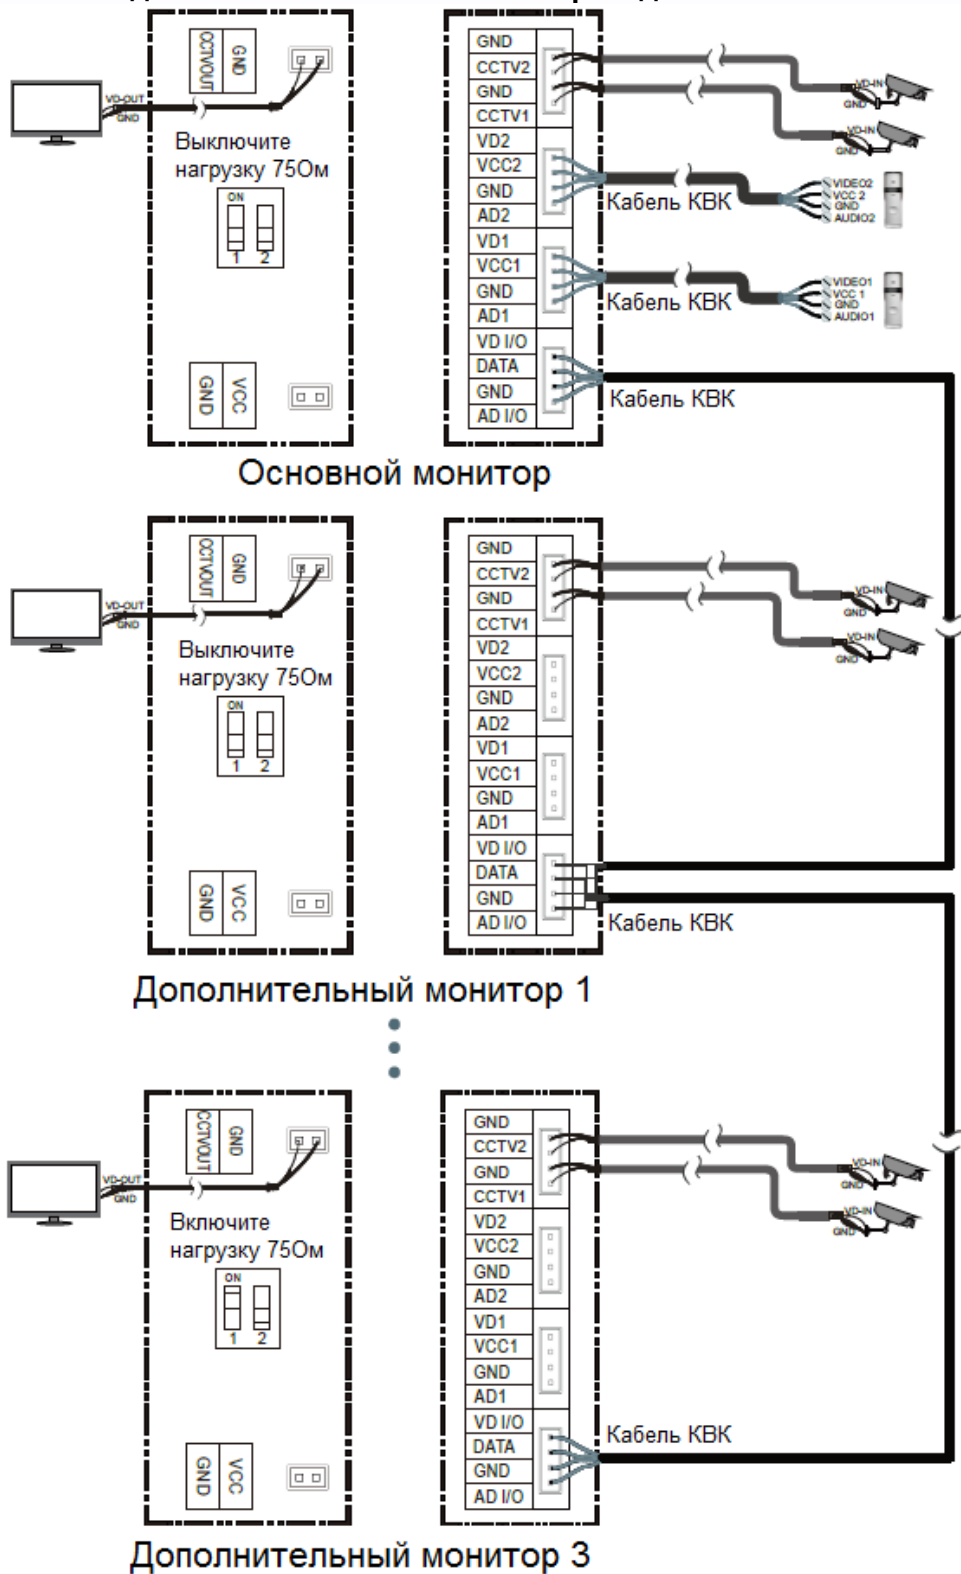 CCTVOUT
GND
VD-OUT
GND
Выключите
нагрузку 75Ом
ON
1 2
GND
VCC
GND
CCTV2
GND
CCTV1
VD2
VCC2
GND
AD2
VD1
VCC1
GND
AD1
VD I/O
DATA
GND
AD I/O
VD-IN
GND
VD-IN
GND
Кабель КВК
VIDEO2
VCC 2
GND
AUDIO2
Кабель КВК
VIDEO1
VCC 1
GND
AUDIO1
Кабель КВК
Основной монитор
CCTVOUT
GND
VD-OUT
GND
Выключите
нагрузку 75Ом
ON
1 2
GND
VCC
GND
CCTV2
GND
CCTV1
VD2
VCC2
GND
AD2
VD1
VCC1
GND
AD1
VD I/O
DATA
GND
AD I/O
VD-IN
GND
VD-IN
GND
Кабель КВК
Дополнительный монитор 1
CCTVOUT
GND
VD-OUT
GND
Включите
нагрузку 75Ом
ON
1 2
GND
VCC
GND
CCTV2
GND
CCTV1
VD2
VCC2
GND
AD2
VD1
VCC1
GND
AD1
VD I/O
DATA
GND
AD I/O
VD-IN
GND
VD-IN
GND
Кабель КВК
Дополнительный монитор 3